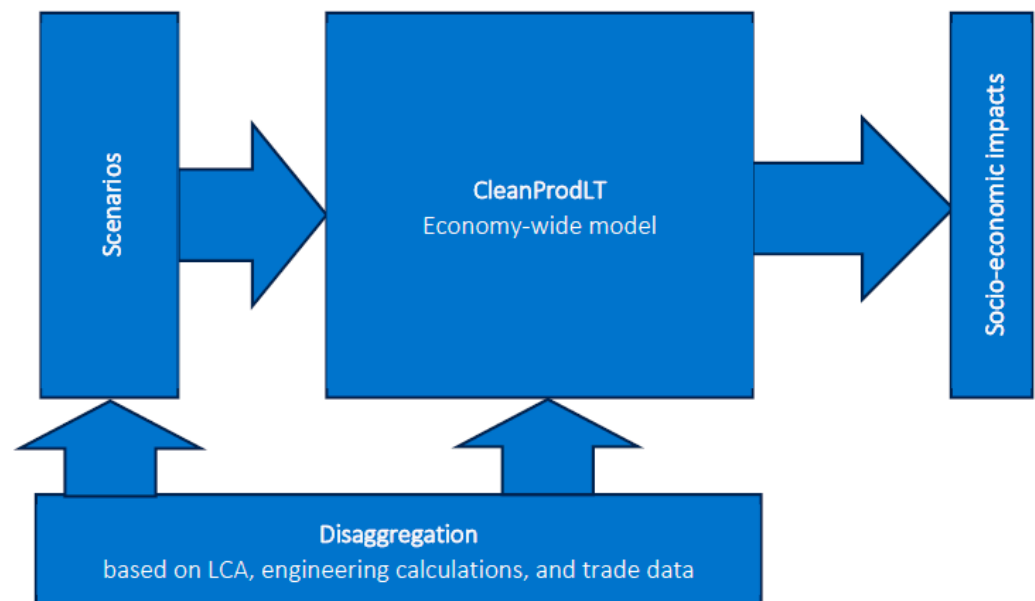 Scenarios
CleanProdLT
Economy-wide model
Socio-economic impacts
Disaggregation
based on LCA, engineering calculations, and trade data